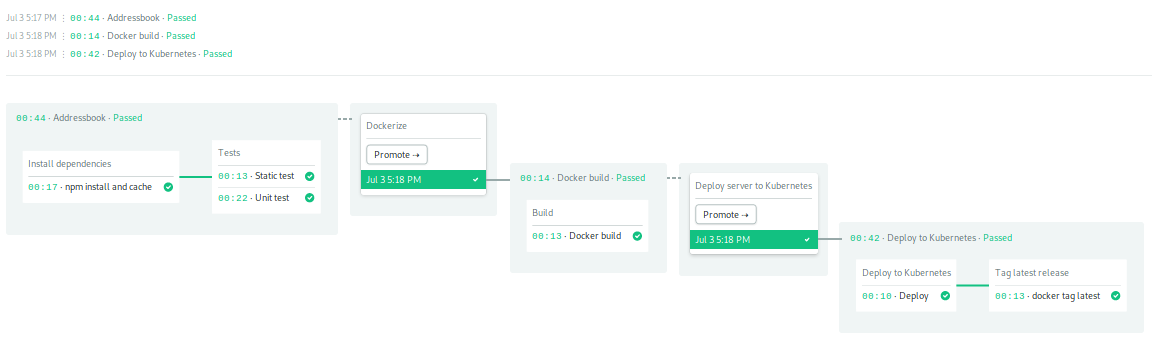 Jul 3 5:17 PM ⋮ 00:44 · Addressbook · Passed
Jul 3 5:18 PM ⋮ 00:14 · Docker build · Passed
Jul 3 5:18 PM ⋮ 00:42 · Deploy to Kubernetes · Passed
00:44 · Addressbook · Passed
Install dependencies
00:17 · npm install and cache
Tests
00:13 · Static test
00:22 · Unit test
Dockerize
Promote ⇢
Jul 3 5:18 PM
00:14 · Docker build · Passed
Build
00:13 · Docker build
Deploy server to Kubernetes
Promote ⇢
Jul 3 5:18 PM
00:42 · Deploy to Kubernetes · Passed
Deploy to Kubernetes
00:10 · Deploy
Tag latest release
00:13 · docker tag latest